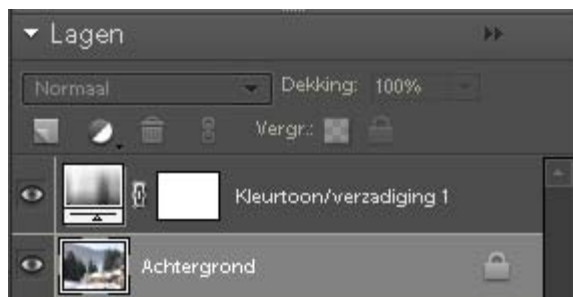 Lagen
Normaal Dekking: 100%
Vergr.:
Kleurtoon/verzadiging 1
Achtergrond